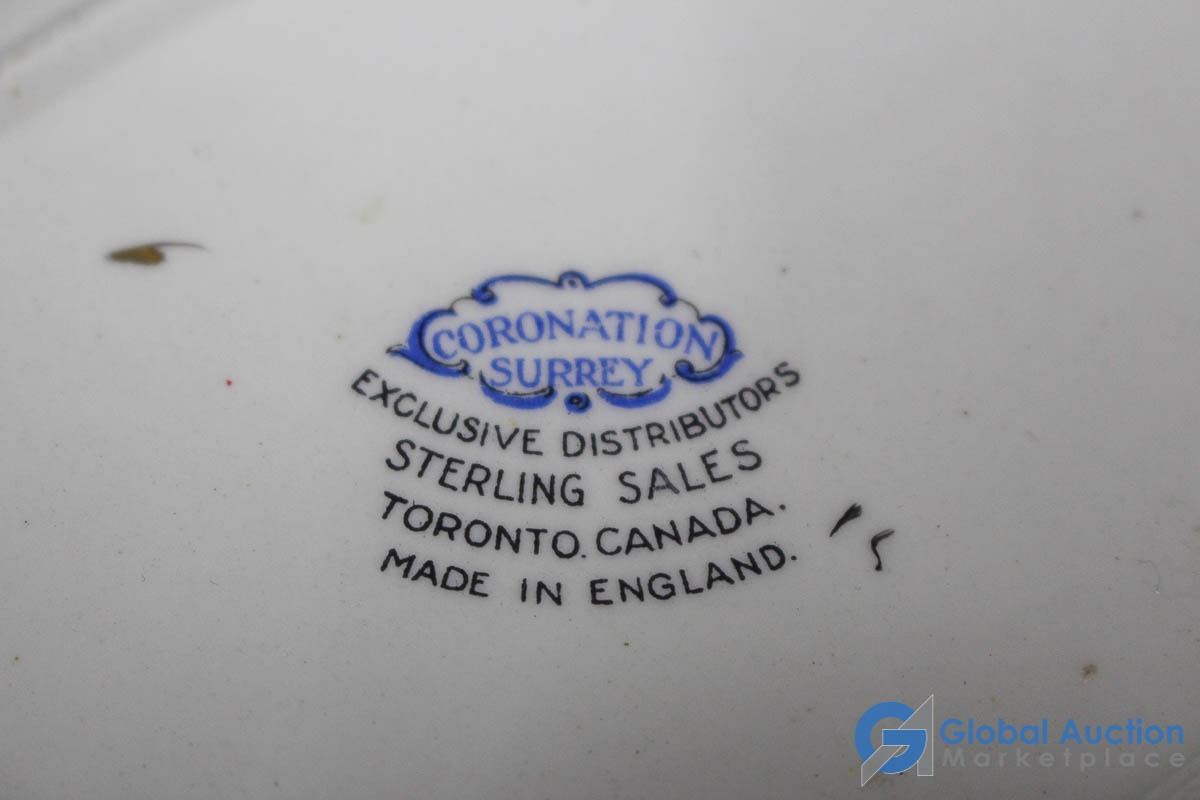 CORONATION
SURREY
EXCLUSIVE DISTRIBUTORS
STERLING SALES
TORONTO. CANADA.
MADE IN ENGLAND.
Global Auction
Marketplace